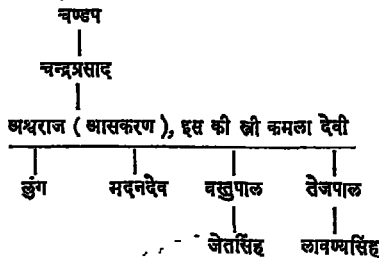 चण्डप
चन्द्रप्रसाद
अश्वराज ( आसकरण ), इस की स्त्री कमला देवी
लुंग मदनदेव वस्तुपाल तेजपाल
जेतसिंह लावण्यसिंह